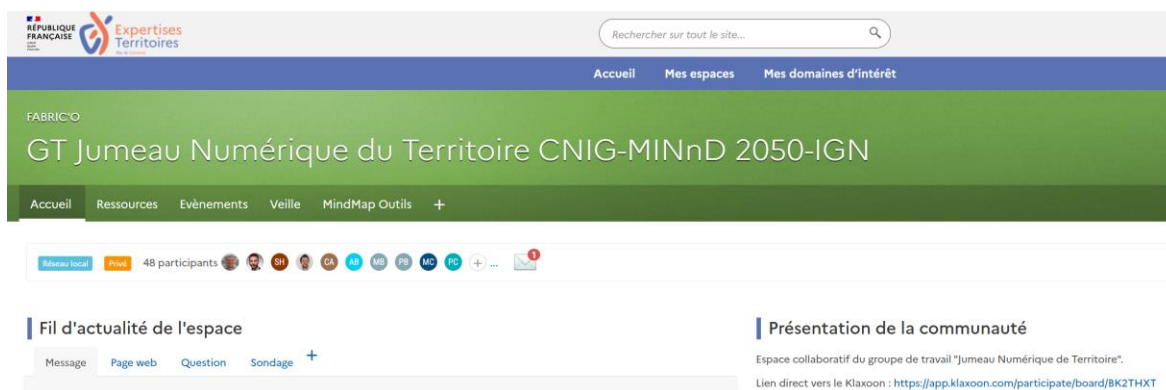 RÉPUBLIQUE
FRANÇAISE
Expertises
Territoires
Rechercher sur tout le site...
Accueil Mes espaces Mes domaines d'intérêt
FABRIC'O
GT Jumeau Numérique du Territoire CNIG-MINnD 2050-IGN
Accueil Ressources Evènements Veille MindMap Outils +
Réseau local Privé 48 participants SH CA AB MB PB MC PC + ... 1
Fil d'actualité de l'espace
Message Page web Question Sondage +
Présentation de la communauté
Espace collaboratif du groupe de travail "Jumeau Numérique de Territoire".
Lien direct vers le Klaxoon : https://app.klaxoon.com/participate/board/BK2THXT